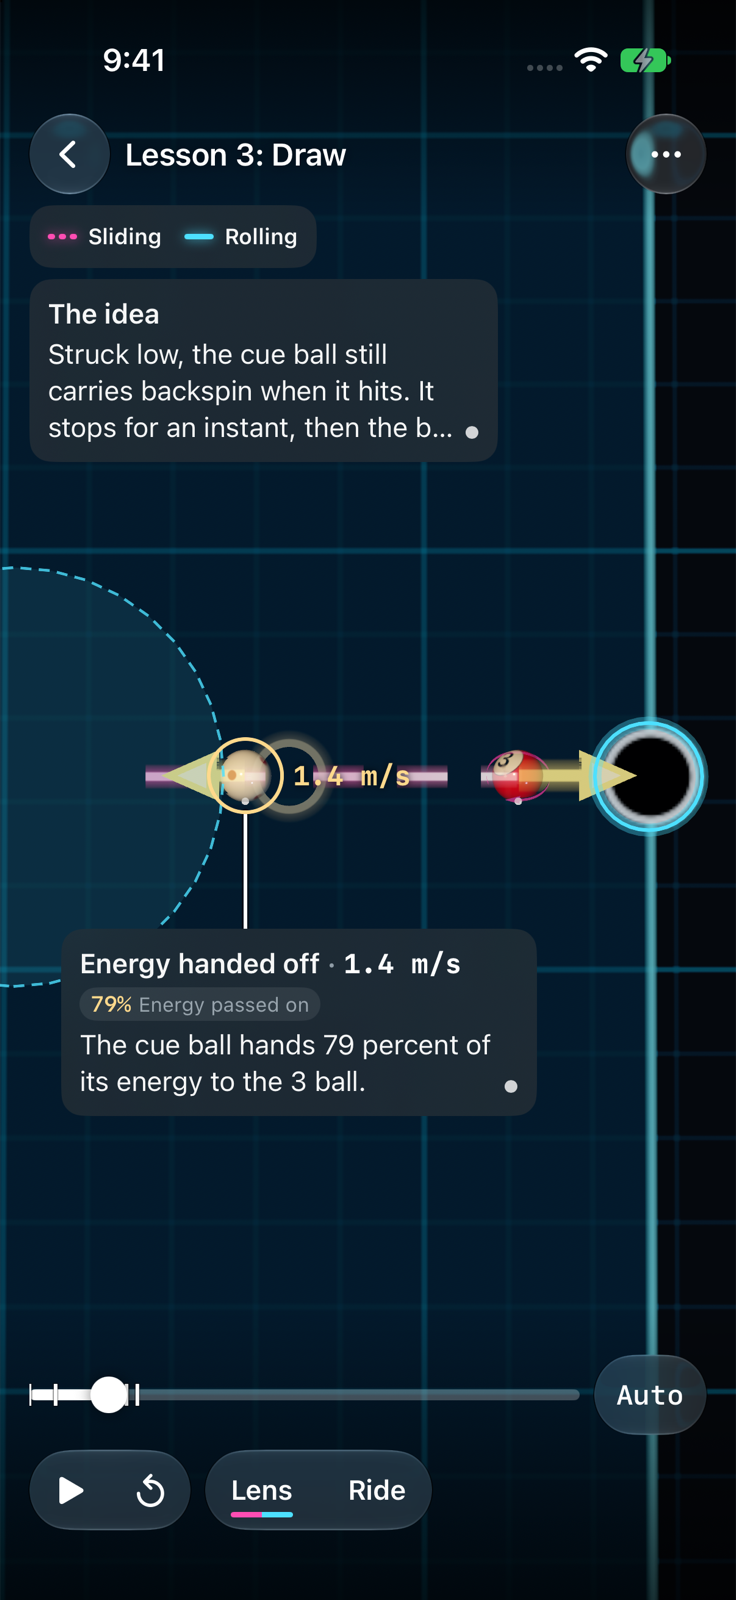 9:41
Lesson 3: Draw
Sliding Rolling
The idea
Struck low, the cue ball still
carries backspin when it hits. It
stops for an instant, then the b...
1.4 m/s
3
Energy handed off · 1.4 m/s
79% Energy passed on
The cue ball hands 79 percent of
its energy to the 3 ball.
Auto
Lens Ride